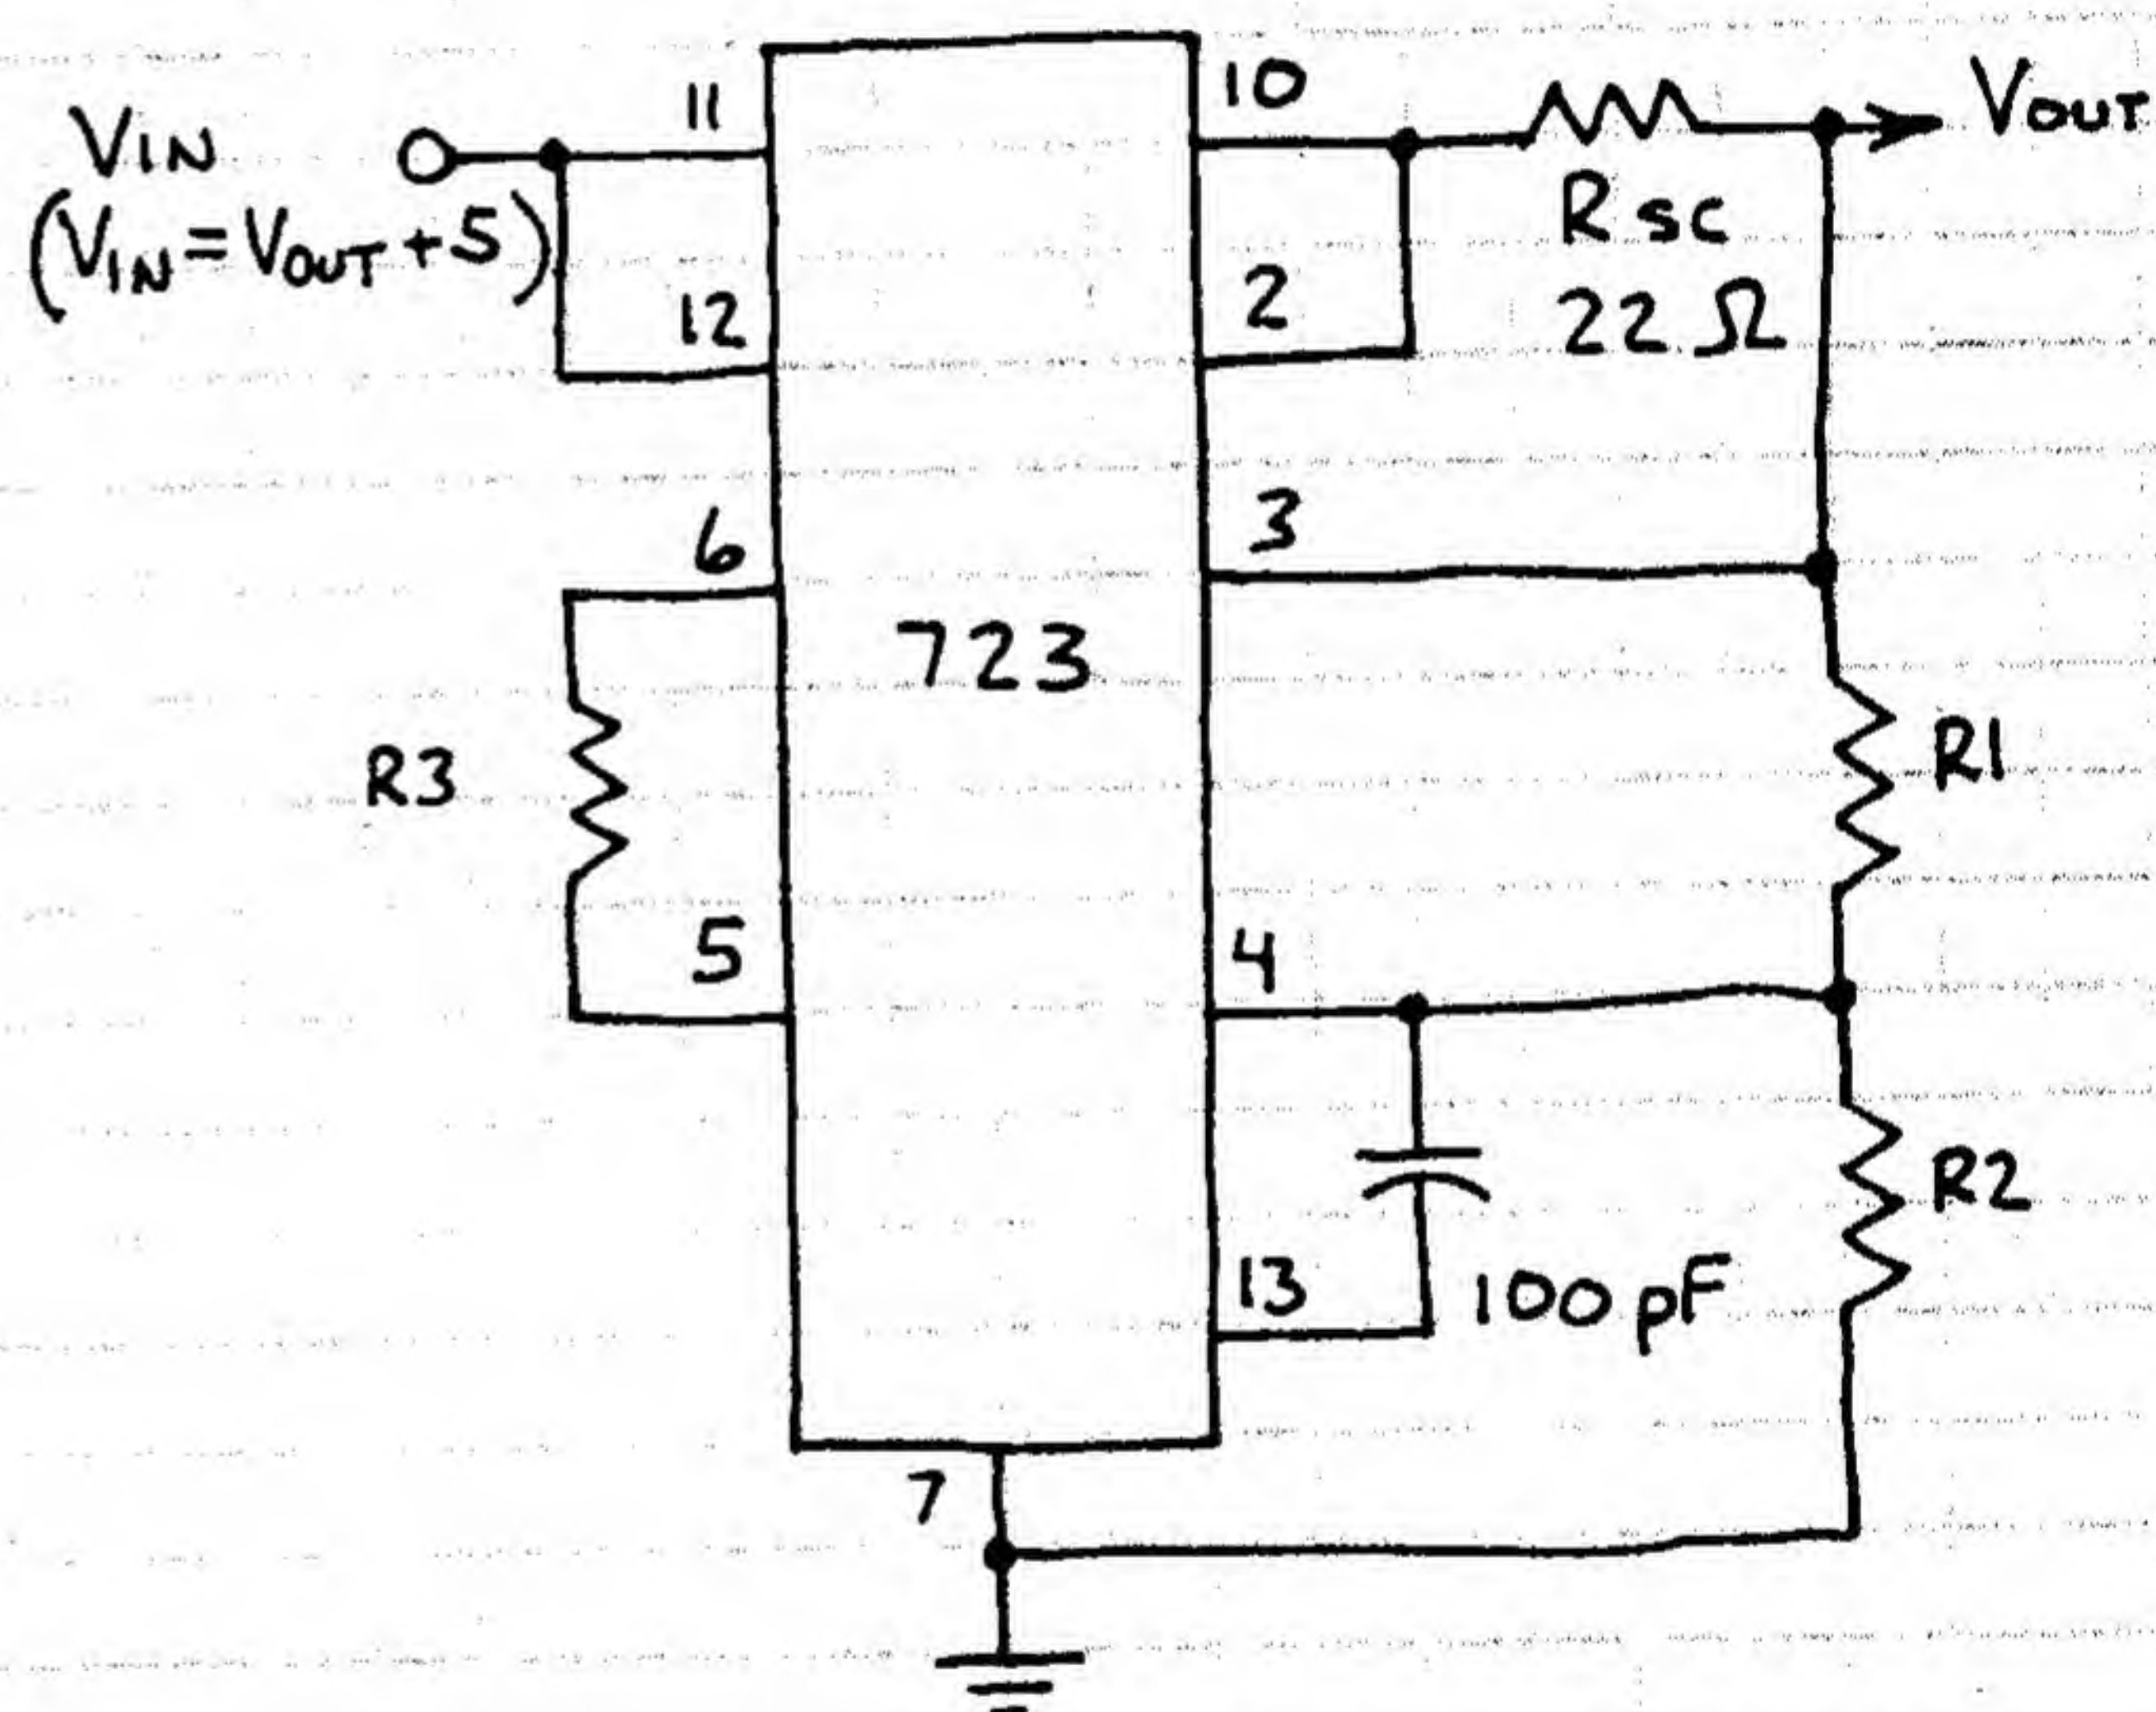 VIN
(VIN = VOUT + 5)
11
12
6
5
R3
723
7
10
2
3
4
13
RSC
22 Ω
VOUT
R1
R2
100 pF